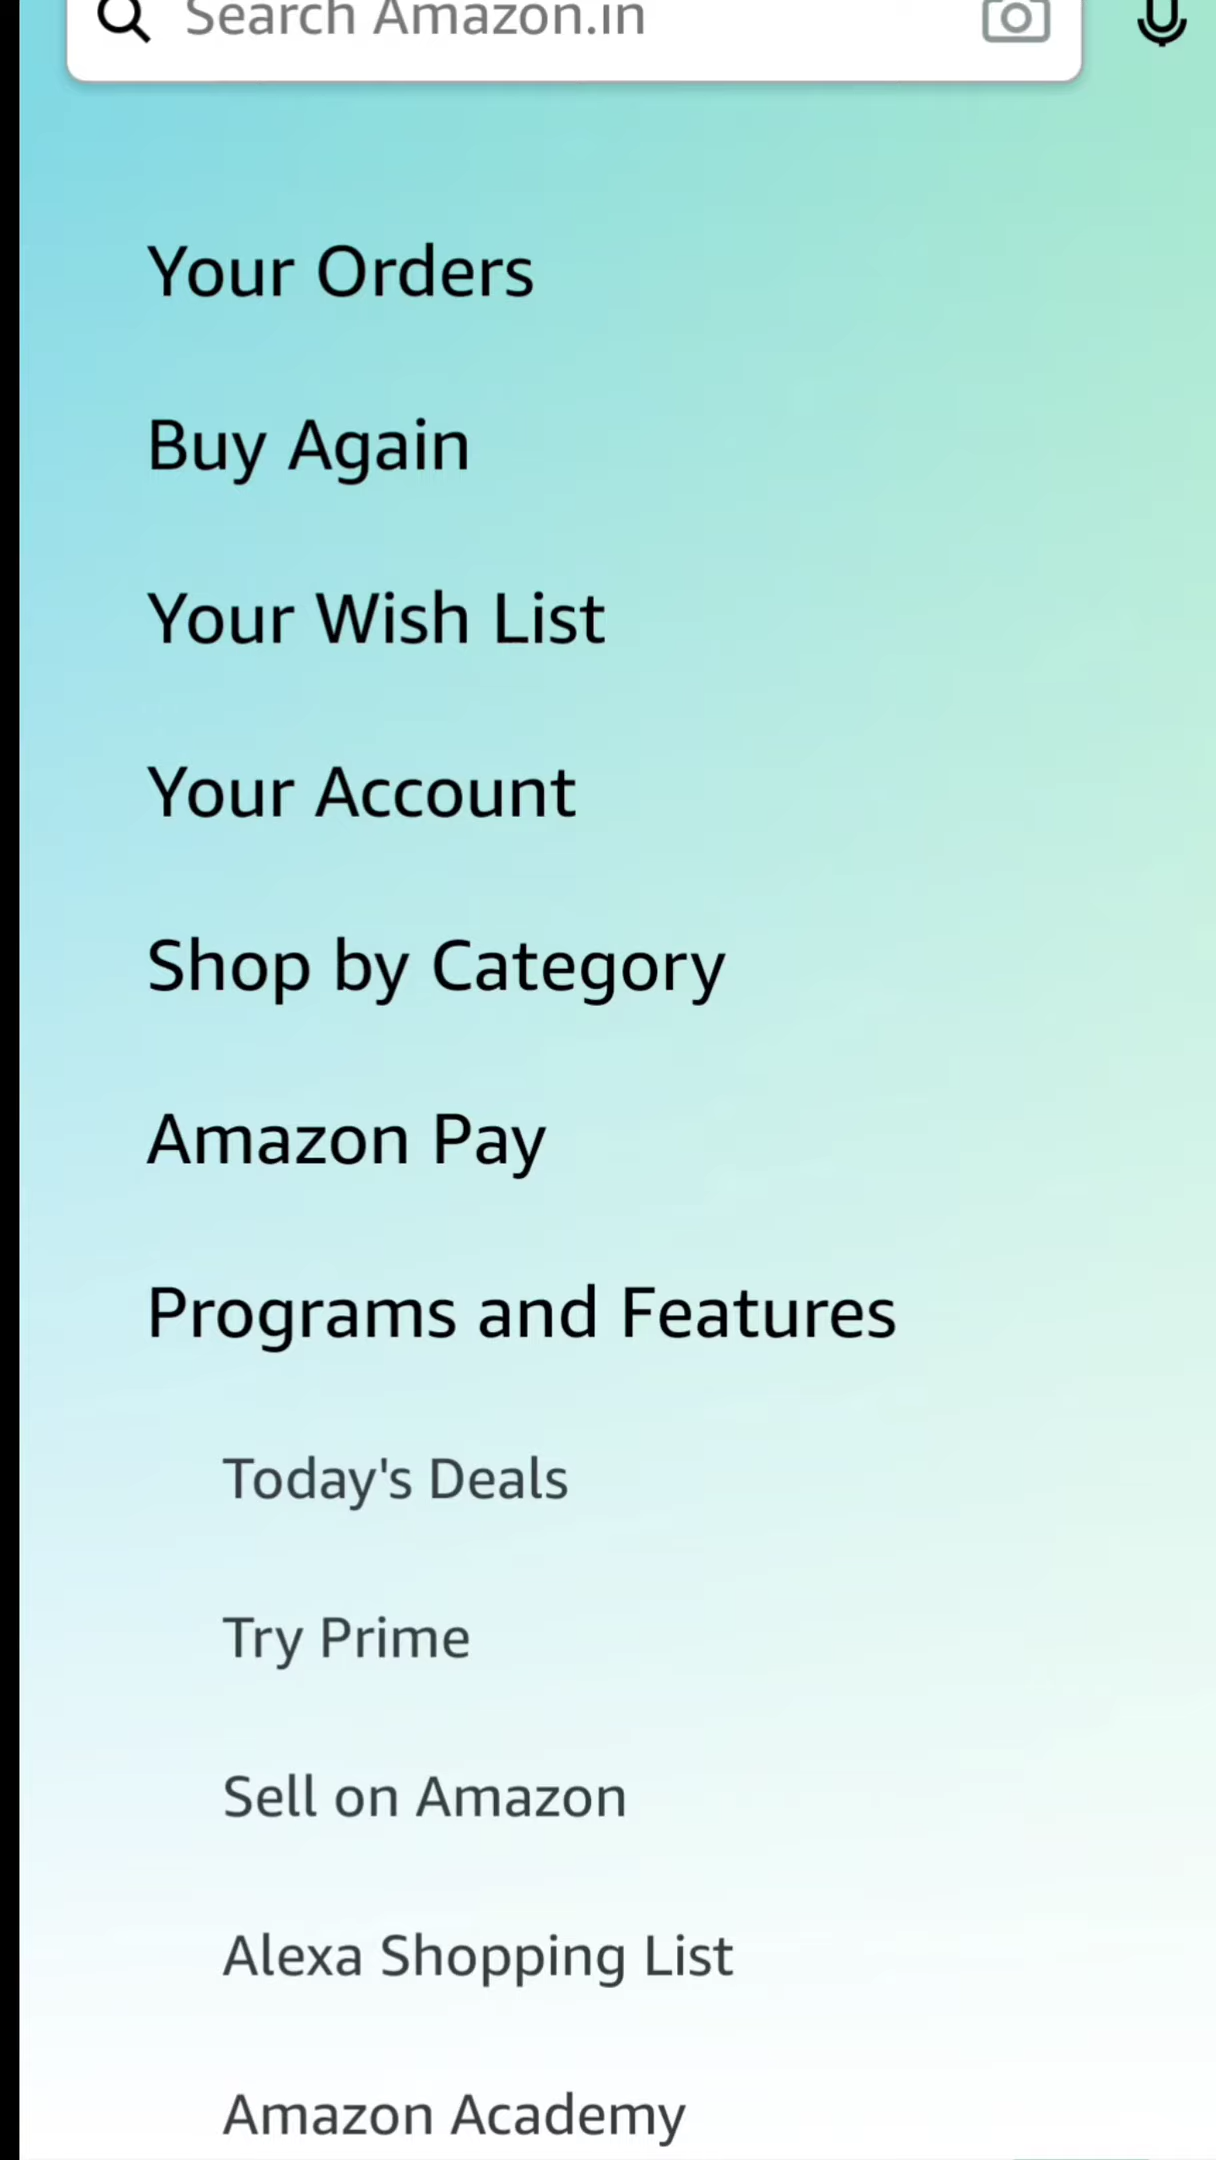 Search Amazon.in
Your Orders
Buy Again
Your Wish List
Your Account
Shop by Category
Amazon Pay
Programs and Features
Today's Deals
Try Prime
Sell on Amazon
Alexa Shopping List
Amazon Academy